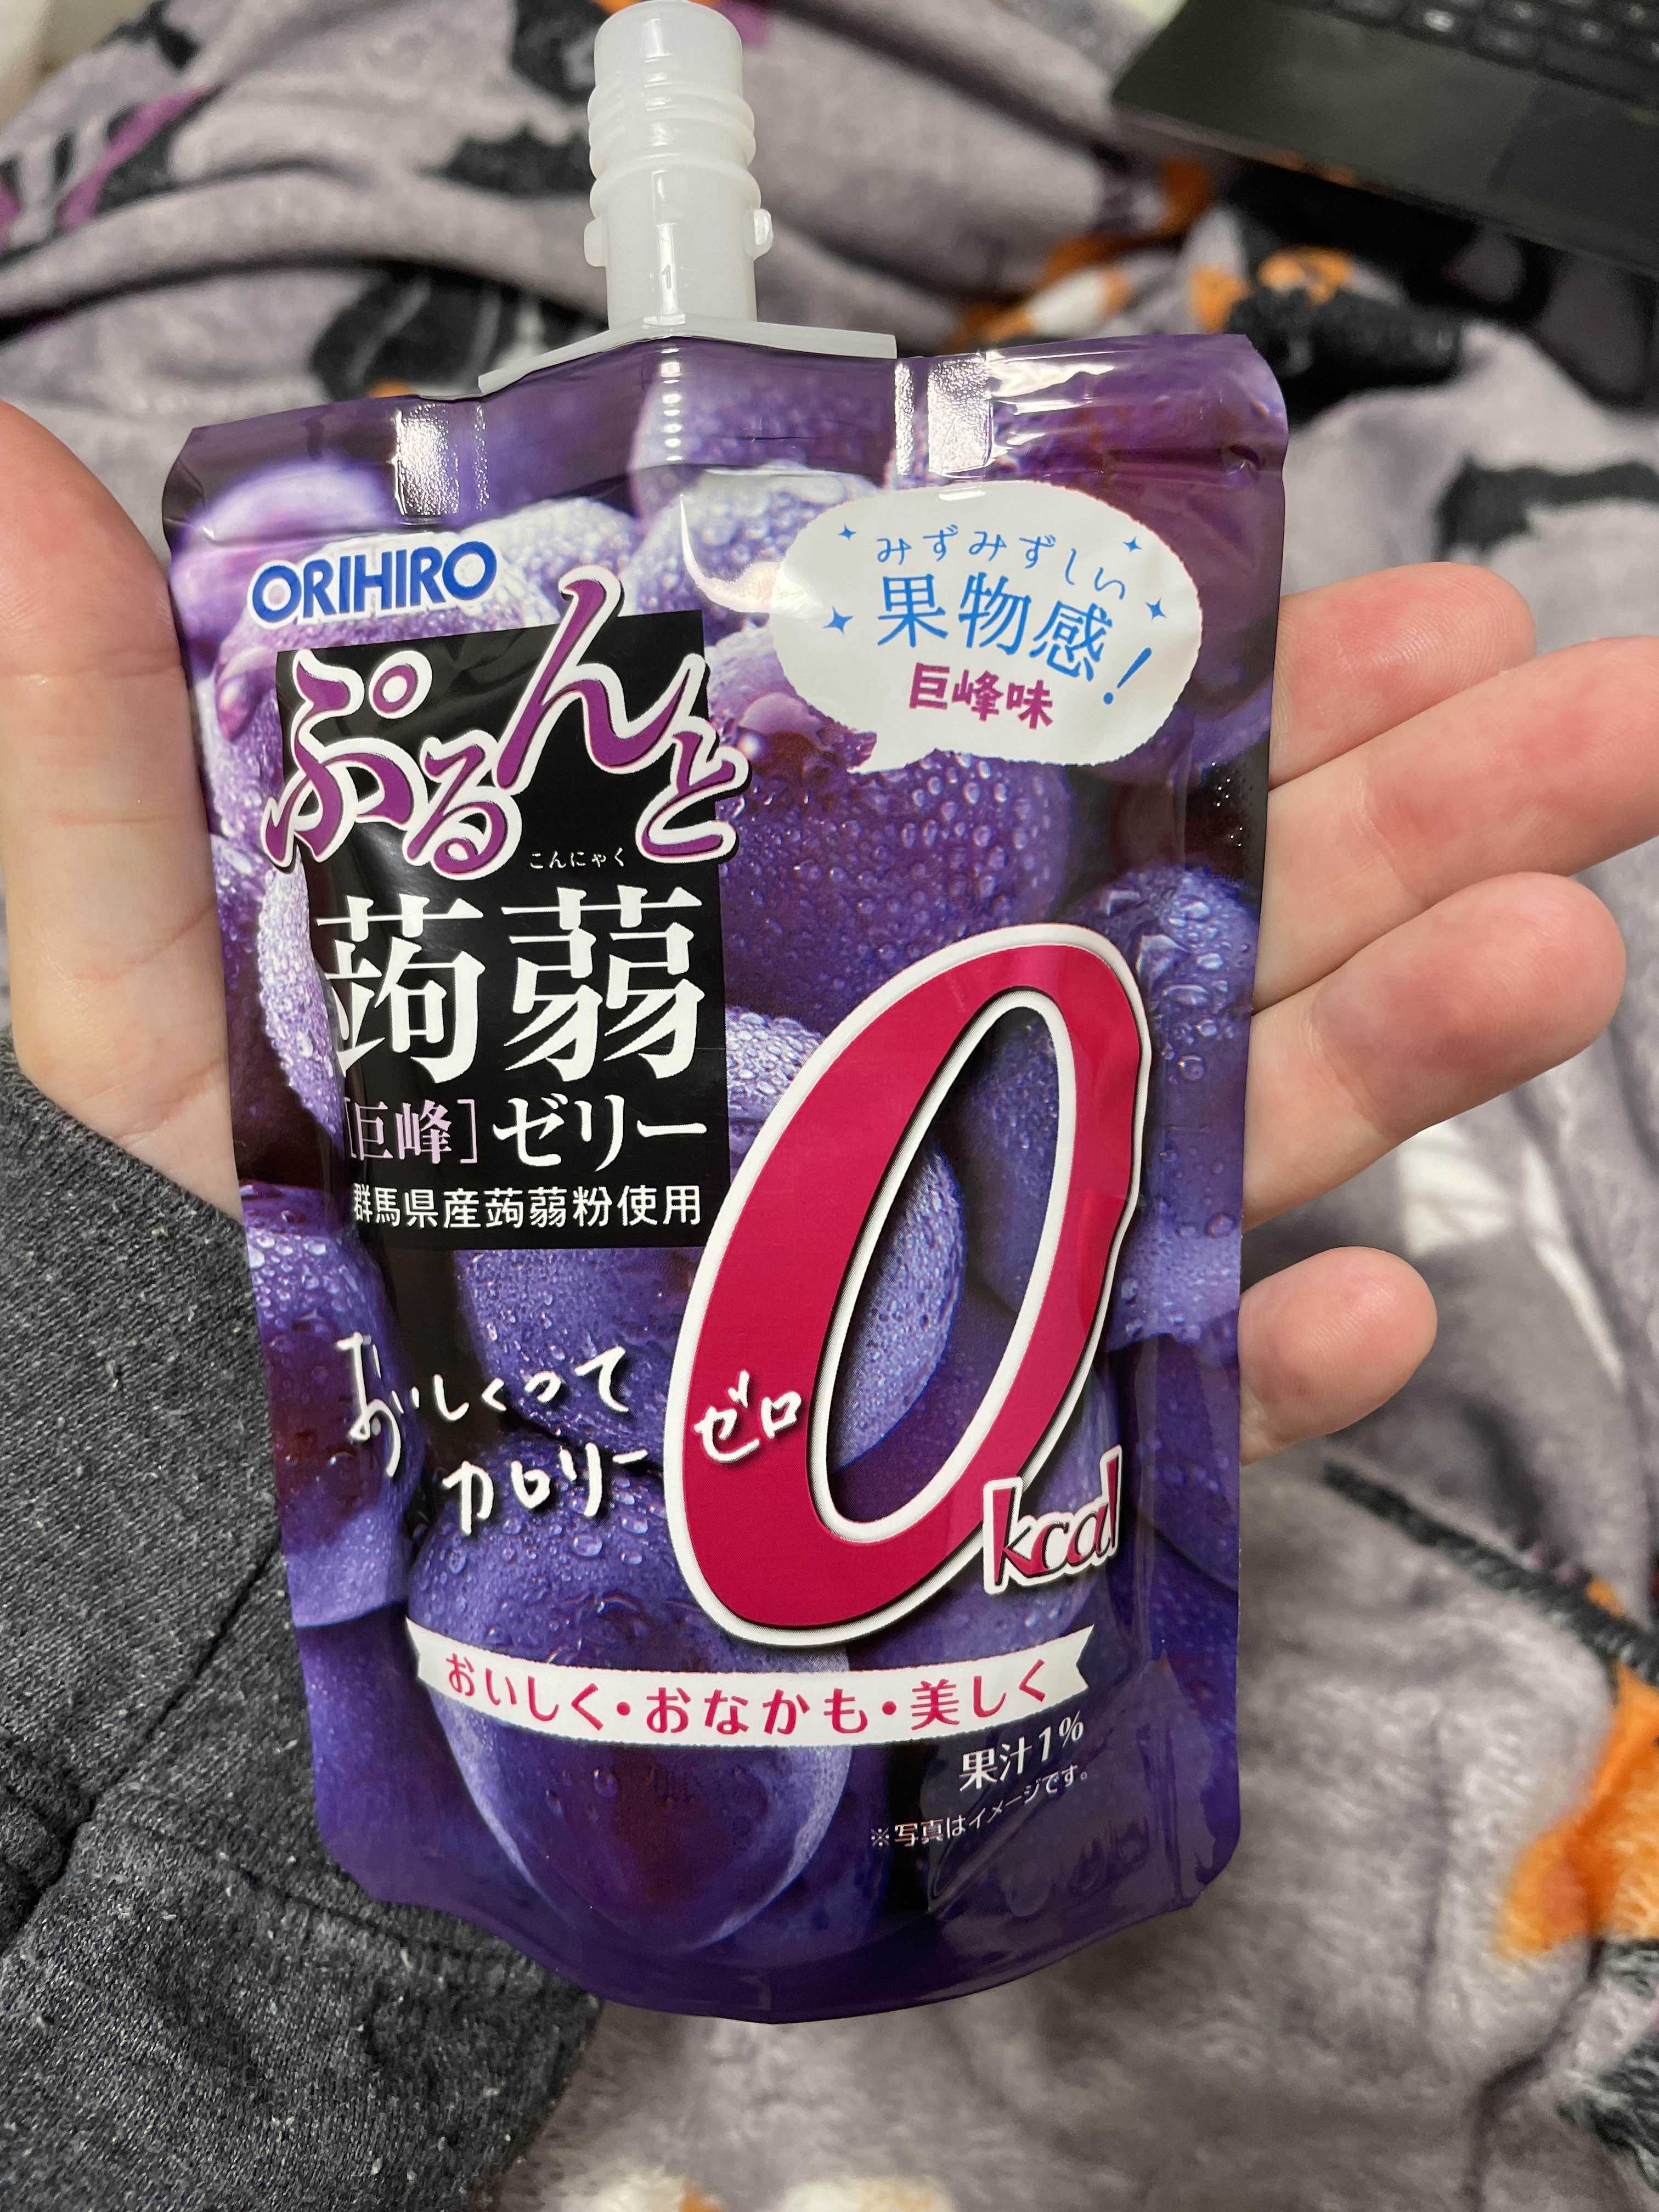 1
ORIHIRO
みずみずしい
果物感!
巨峰味
ぷるんと
こんにゃく
蒟蒻
[巨峰]ゼリー
群馬県産蒟蒻粉使用
おいしくって
カロリー
ゼロ
0kcal
おいしく・おなかも・美しく
果汁1%
※写真はイメージです。